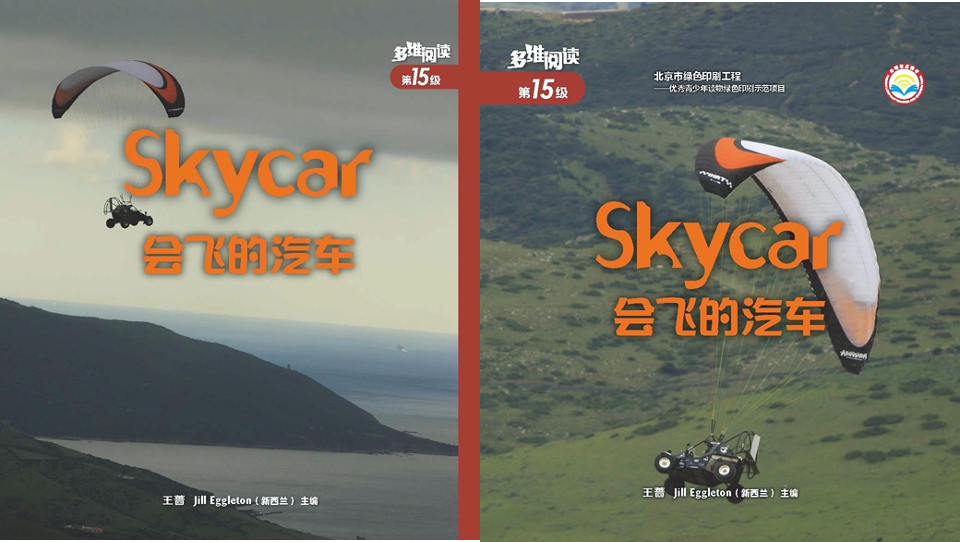 多维阅读
第15级
Skycar
会飞的汽车
王蔷 Jill Eggleton（新西兰） 主编
多维阅读
第15级
北京市绿色印刷工程
——优秀青少年读物绿色印刷示范项目
Skycar
会飞的汽车
王蔷 Jill Eggleton（新西兰） 主编